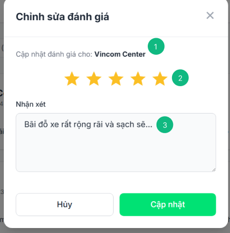 Chỉnh sửa đánh giá
Cập nhật đánh giá cho: Vincom Center
1
2
Nhận xét
Bãi đỗ xe rất rộng rãi và sạch sẽ...
3
Hủy
Cập nhật